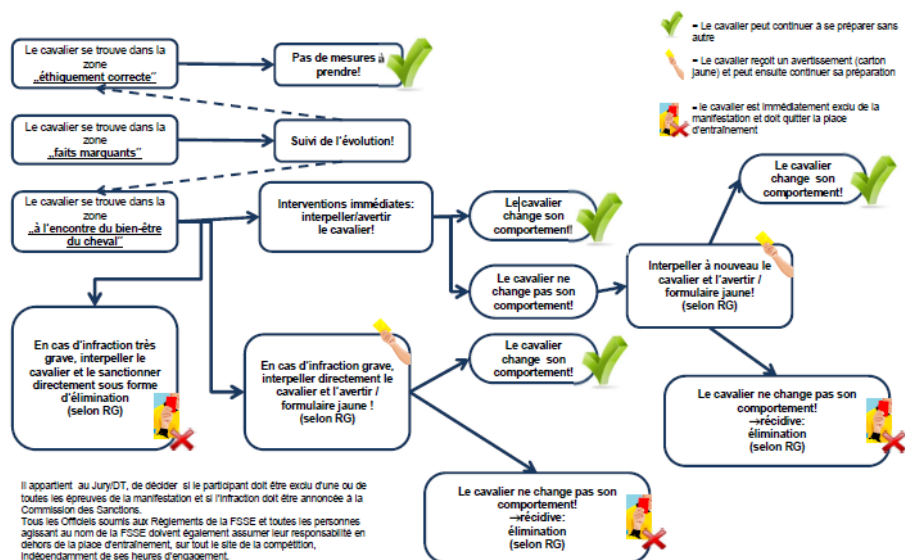 Le cavalier se trouve dans la
zone
„éthiquement correcte"
Pas de mesures à
prendre!
= Le cavalier peut continuer à se préparer sans
autre
= Le cavalier reçoit un avertissement (carton
jaune) et peut ensuite continuer sa préparation
= le cavalier est immédiatement exclu de la
manifestation et doit quitter la place
d'entraînement
Le cavalier se trouve dans la
zone
„faits marquants"
Suivi de l'évolution!
Le cavalier se trouve dans la
zone
„à l'encontre du bien-être
du cheval"
Interventions immédiates:
interpeller/avertir
le cavalier!
Le cavalier
change son
comportement!
Le cavalier
change son
comportement!
Le cavalier ne
change pas son
comportement!
Interpeller à nouveau le
cavalier et l'avertir /
formulaire jaune!
(selon RG)
En cas d'infraction très
grave, interpeller le
cavalier et le sanctionner
directement sous forme
d'élimination
(selon RG)
En cas d'infraction grave,
interpeller directement le
cavalier et l'avertir /
formulaire jaune !
(selon RG)
Le cavalier
change son
comportement!
Le cavalier ne change pas son
comportement!
→récidive:
élimination
(selon RG)
Le cavalier ne change pas son
comportement!
→récidive:
élimination
(selon RG)
Il appartient au Jury/DT, de décider si le participant doit être exclu d'une ou de
toutes les épreuves de la manifestation et si l'infraction doit être annoncée à la
Commission des Sanctions.
Tous les Officiels soumis aux Règlements de la FSSE et toutes les personnes
agissant au nom de la FSSE doivent également assumer leur responsabilité en
dehors de la place d'entraînement, sur tout le site de la compétition,
indépendamment de ses heures d'engagement.